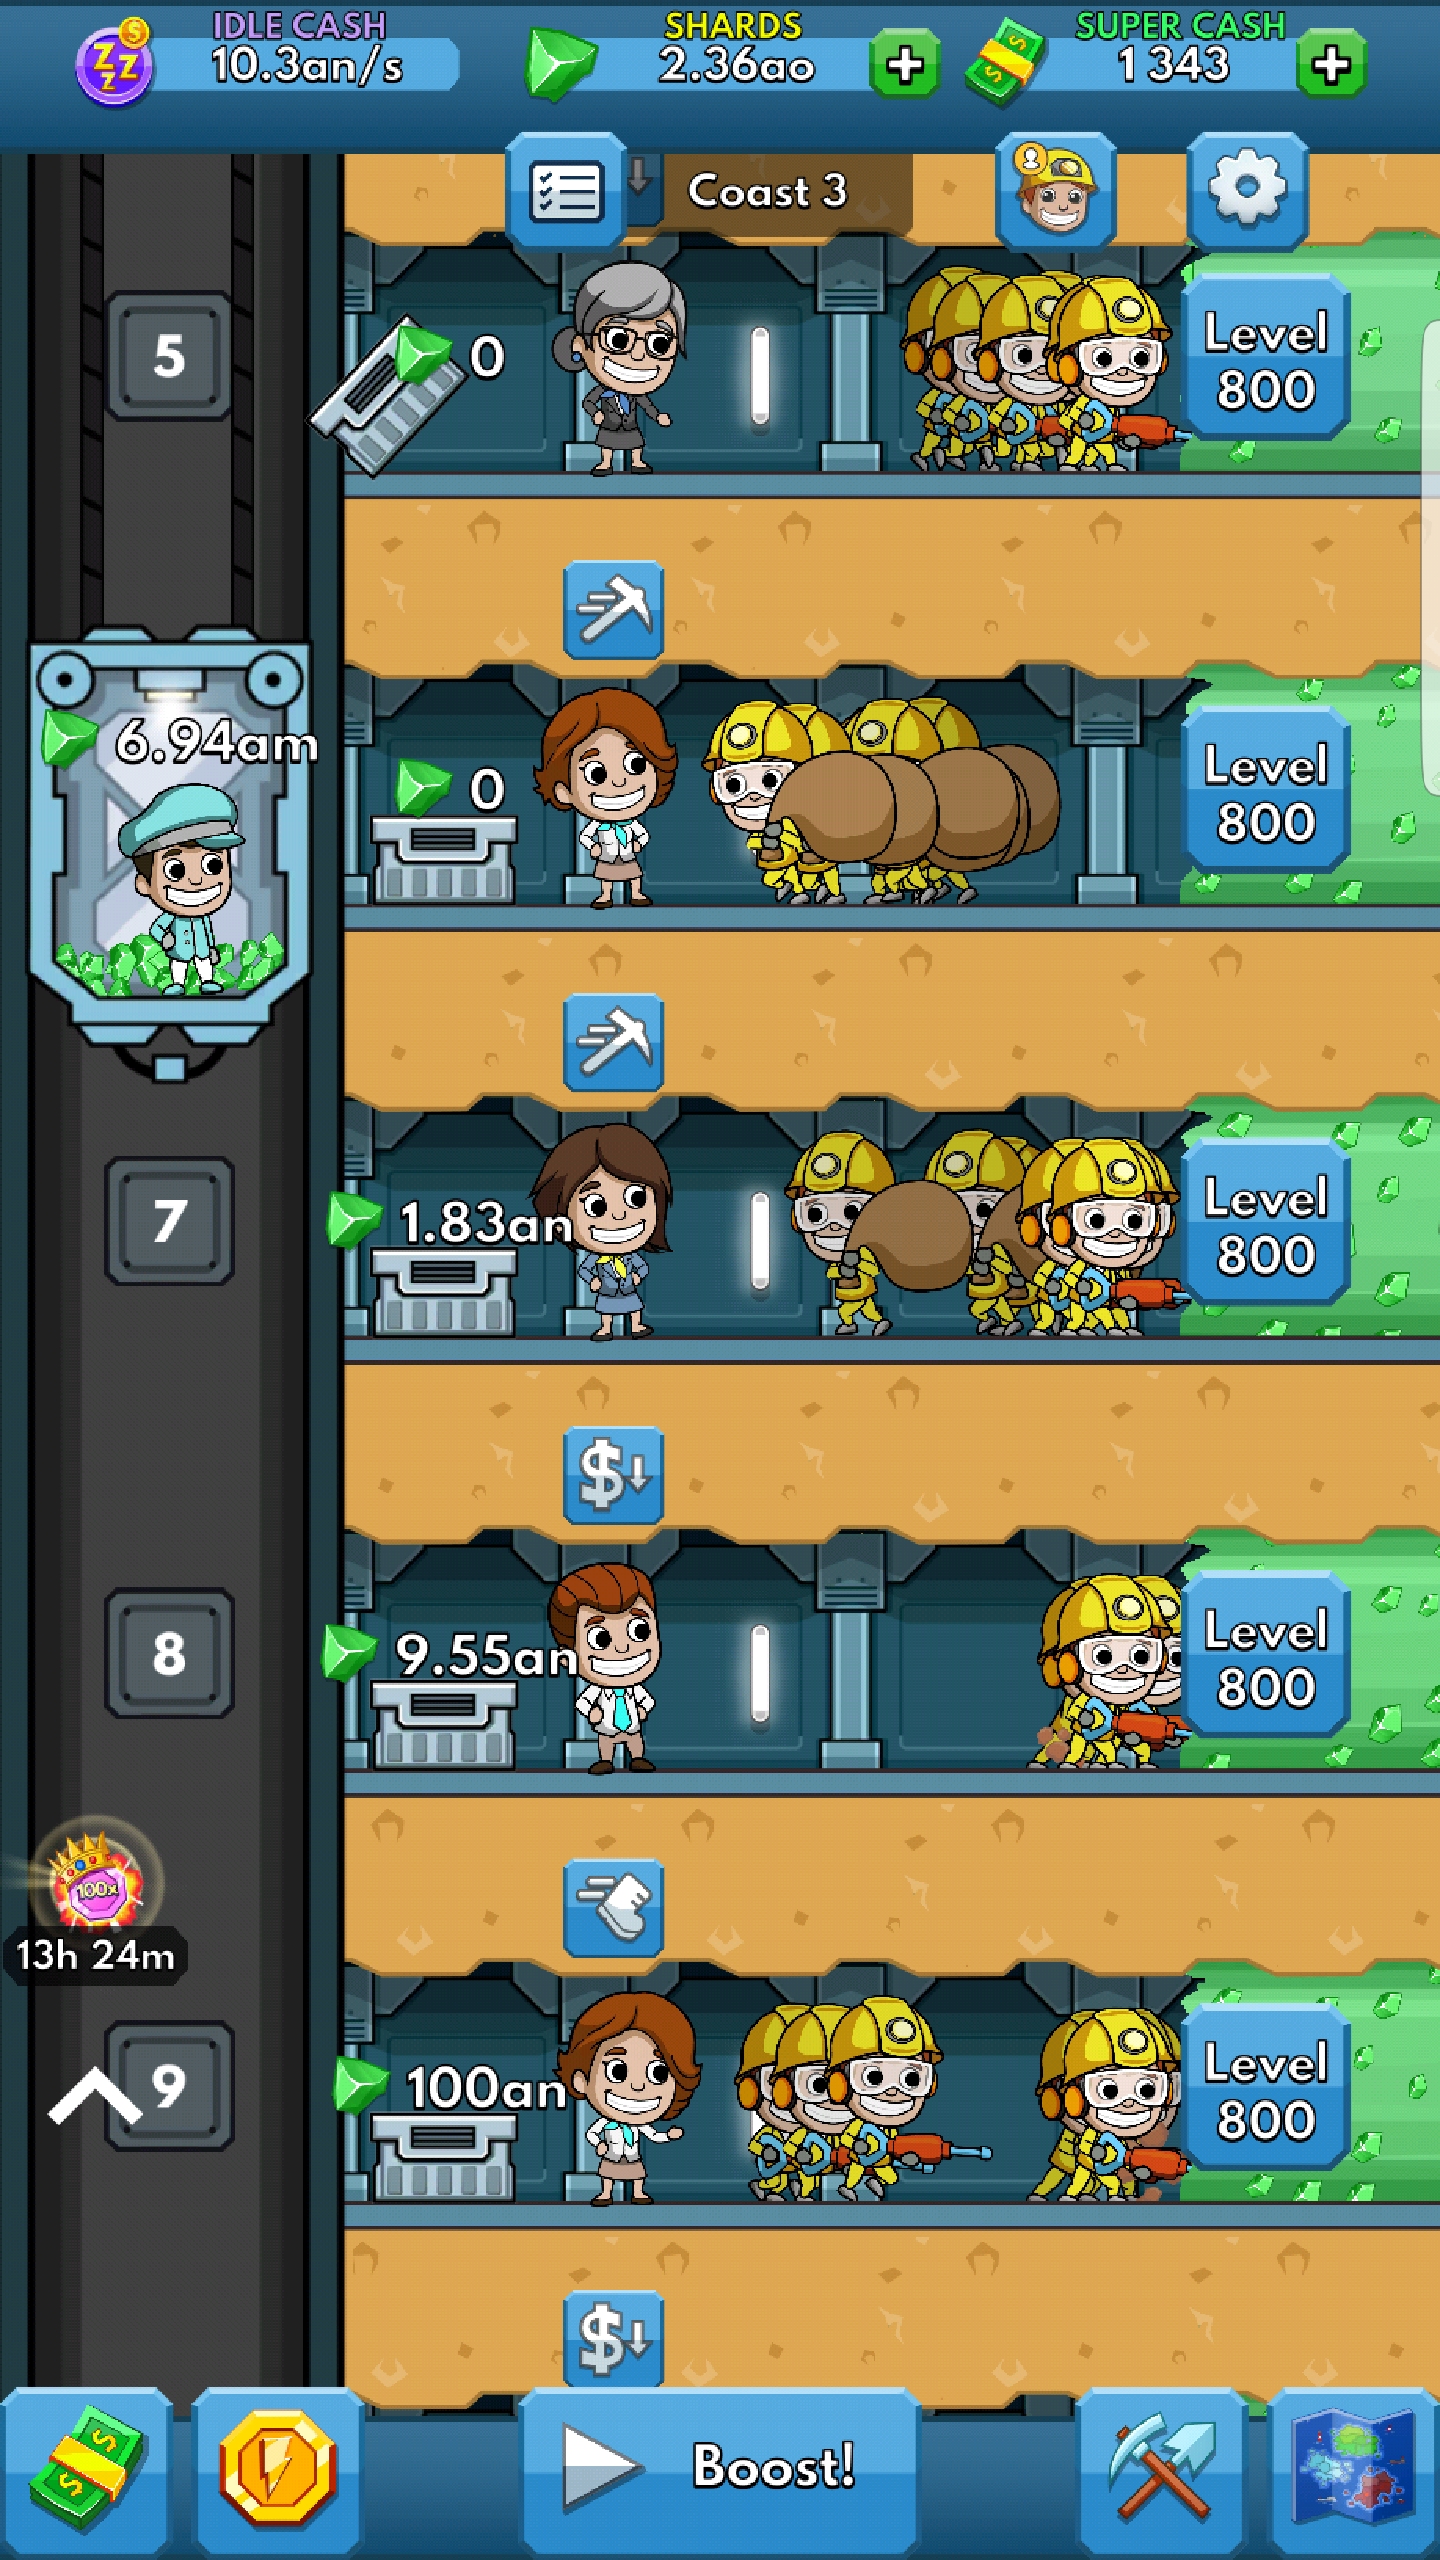 IDLE CASH
10.3an/s
SHARDS
2.36ao
SUPER CASH
1 343
Coast 3
5
0
Level
800
6.94am
0
Level
800
7
1.83an
Level
800
8
9.55an
Level
800
100x
13h 24m
9
100an
Level
800
Boost!